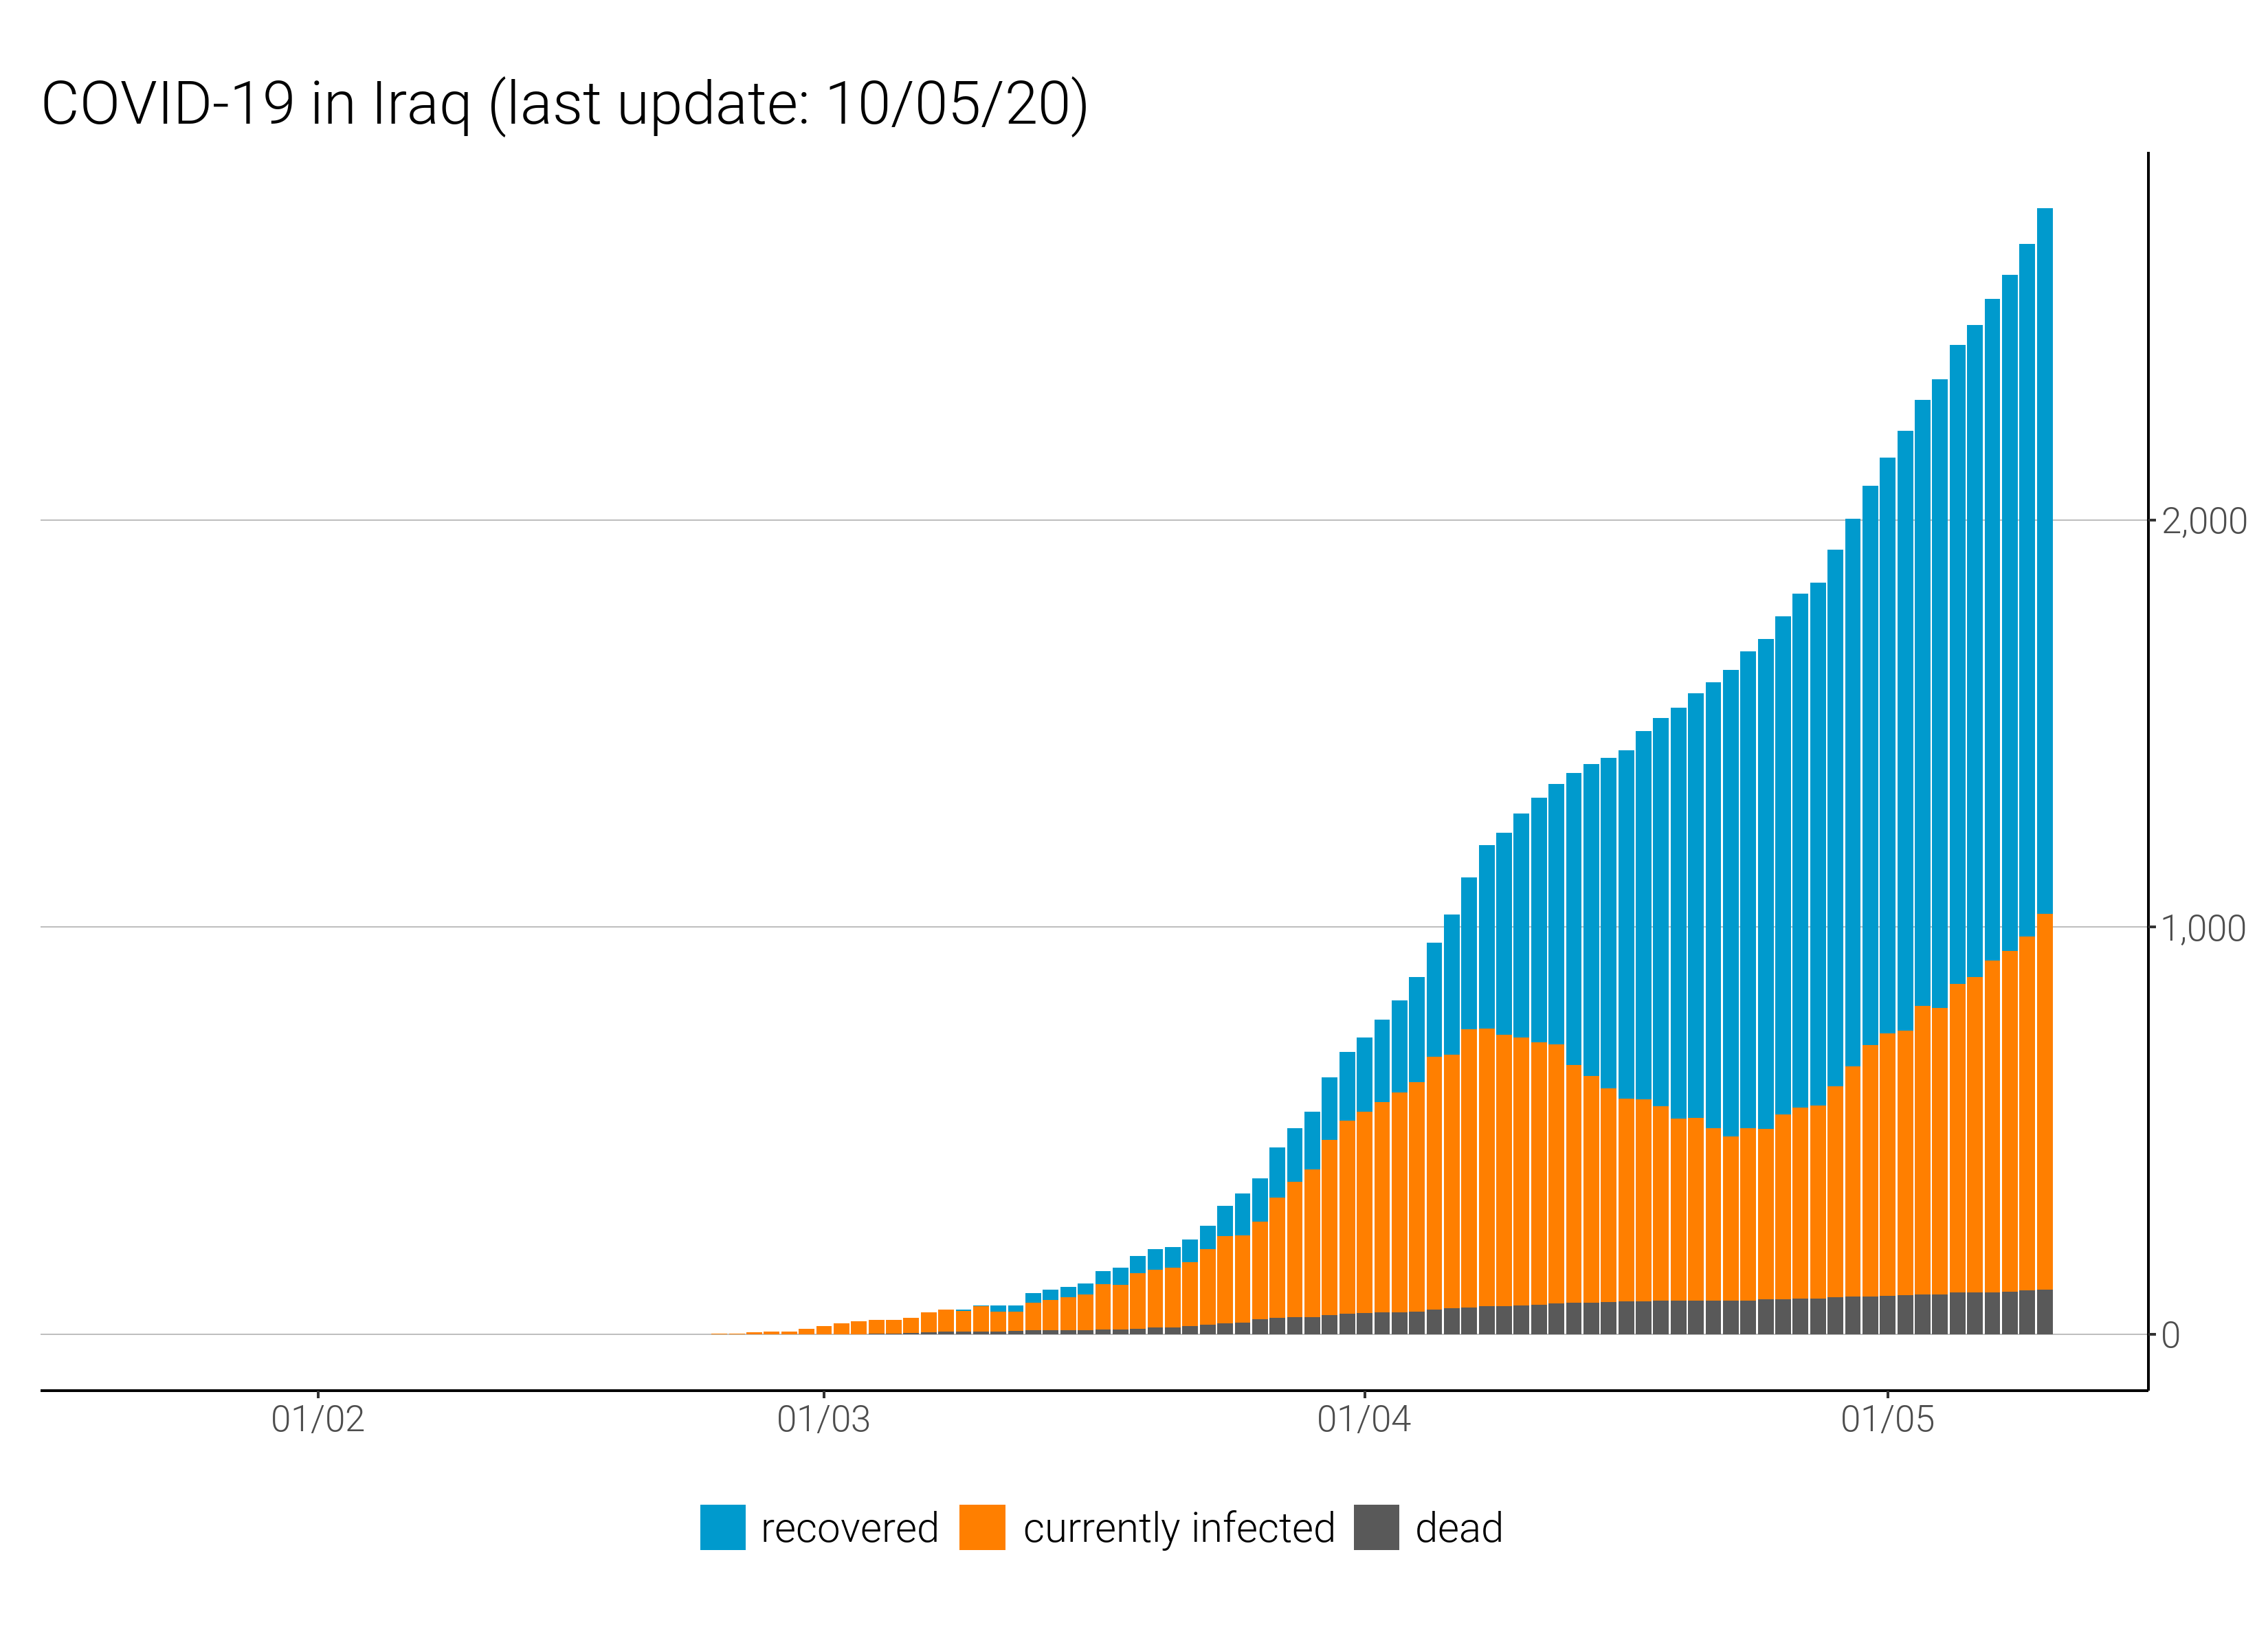 COVID-19 in Iraq (last update: 10/05/20)
2,000
1,000
0
01/02 01/03 01/04 01/05
recovered currently infected dead